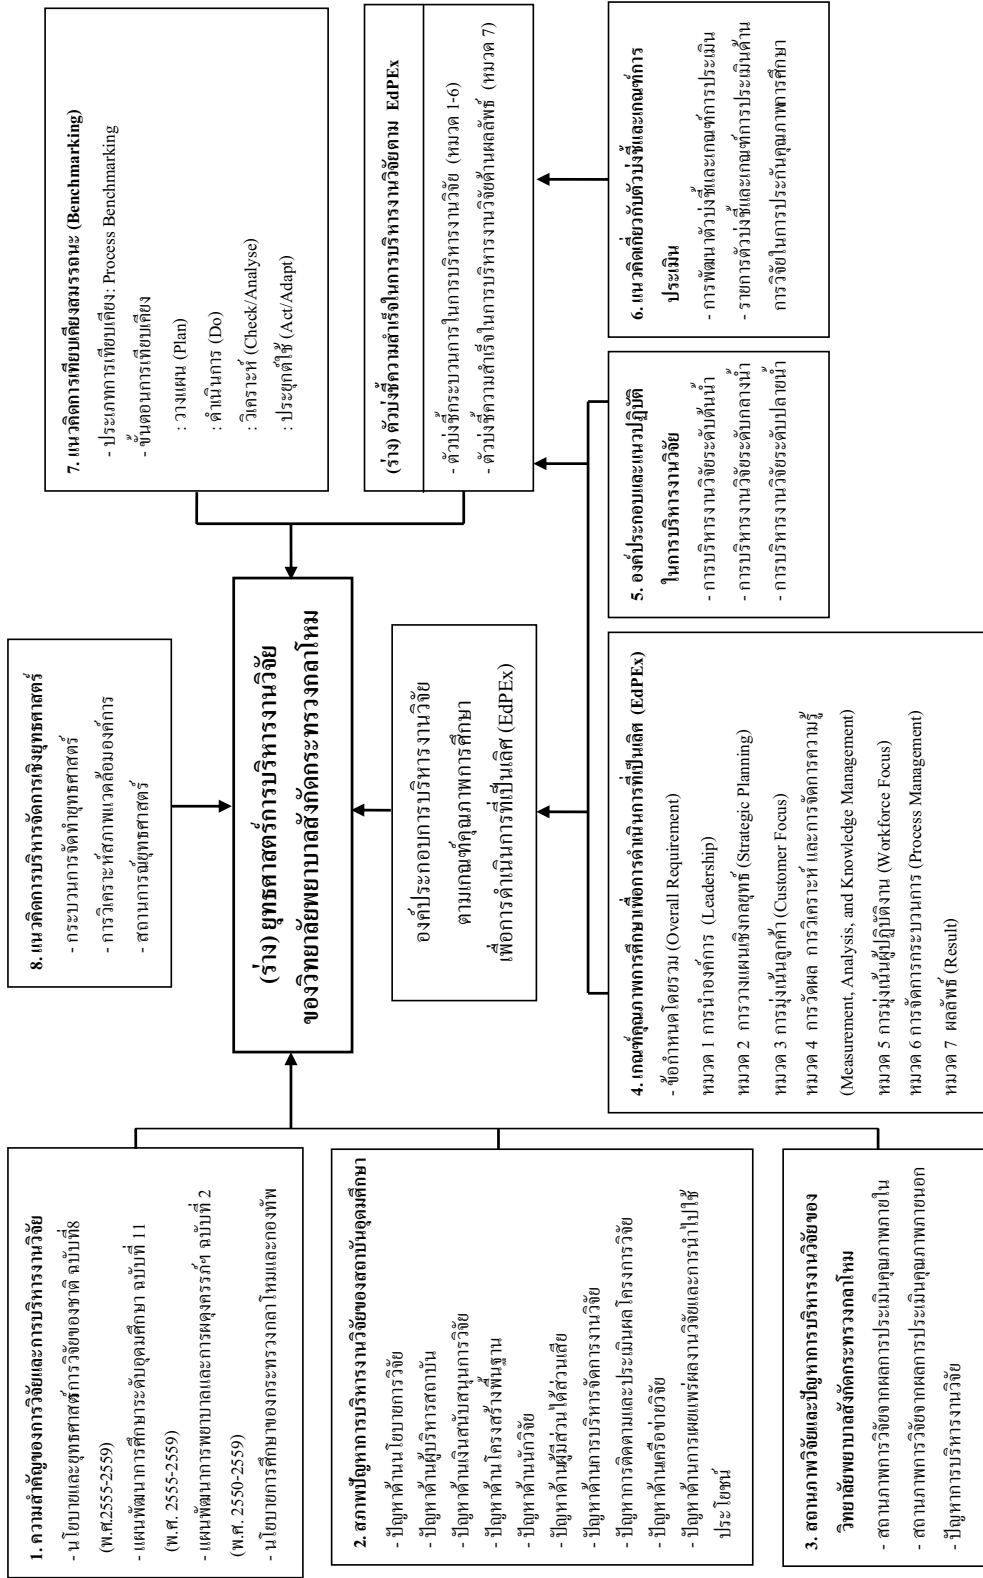 1. ความสำคัญของการวิจัยและการบริหารงานวิจัย
- นโยบายและยุทธศาสตร์การวิจัยของชาติ ฉบับที่8
(พ.ศ.2555-2559)
- แผนพัฒนาการศึกษาระดับอุดมศึกษา ฉบับที่ 11
(พ.ศ. 2555-2559)
- แผนพัฒนาการพยาบาลและการผดุงครรภ์ฯ ฉบับที่ 2
(พ.ศ. 2550-2559)
- นโยบายการศึกษาของกระทรวงกลาโหมและกองทัพ
2. สภาพปัญหาการบริหารงานวิจัยของสถาบันอุดมศึกษา
- ปัญหาด้านนโยบายการวิจัย
- ปัญหาด้านผู้บริหารสถาบัน
- ปัญหาด้านเงินสนับสนุนการวิจัย
- ปัญหาด้านโครงสร้างพื้นฐาน
- ปัญหาด้านนักวิจัย
- ปัญหาด้านผู้มีส่วนได้ส่วนเสีย
- ปัญหาด้านการบริหารจัดการงานวิจัย
- ปัญหาการติดตามและประเมินผลโครงการวิจัย
- ปัญหาด้านเครือข่ายวิจัย
- ปัญหาด้านการเผยแพร่ผลงานวิจัยและการนำไปใช้
ประโยชน์
3. สถานภาพวิจัยและปัญหาการบริหารงานวิจัยของ
วิทยาลัยพยาบาลสังกัดกระทรวงกลาโหม
- สถานภาพการวิจัยจากผลการประเมินคุณภาพภายใน
- สถานภาพการวิจัยจากผลการประเมินคุณภาพภายนอก
- ปัญหาการบริหารงานวิจัย
8. แนวคิดการบริหารจัดการเชิงยุทธศาสตร์
- กระบวนการจัดทำยุทธศาสตร์
- การวิเคราะห์สภาพแวดล้อมองค์การ
- สถานการณ์ยุทธศาสตร์
(ร่าง) ยุทธศาสตร์การบริหารงานวิจัย
ของวิทยาลัยพยาบาลสังกัดกระทรวงกลาโหม
องค์ประกอบการบริหารงานวิจัย
ตามเกณฑ์คุณภาพการศึกษา
เพื่อการดำเนินการที่เป็นเลิศ (EdPEx)
4. เกณฑ์คุณภาพการศึกษาเพื่อการดำเนินการที่เป็นเลิศ (EdPEx)
- ข้อกำหนดโดยรวม (Overall Requirement)
หมวด 1 การนำองค์การ (Leadership)
หมวด 2 การวางแผนเชิงกลยุทธ์ (Strategic Planning)
หมวด 3 การมุ่งเน้นลูกค้า (Customer Focus)
หมวด 4 การวัดผล การวิเคราะห์ และการจัดการความรู้
(Measurement, Analysis, and Knowledge Management)
หมวด 5 การมุ่งเน้นผู้ปฏิบัติงาน (Workforce Focus)
หมวด 6 การจัดการกระบวนการ (Process Management)
หมวด 7 ผลลัพธ์ (Result)
7. แนวคิดการเทียบเคียงสมรรถนะ (Benchmarking)
- ประเภทการเทียบเคียง: Process Benchmarking
- ขั้นตอนการเทียบเคียง
: วางแผน (Plan)
: ดำเนินการ (Do)
: วิเคราะห์ (Check/Analyse)
: ประยุกต์ใช้ (Act/Adapt)
(ร่าง) ตัวบ่งชี้ความสำเร็จในการบริหารงานวิจัยตาม EdPEx
- ตัวบ่งชี้กระบวนการในการบริหารงานวิจัย (หมวด 1-6)
- ตัวบ่งชี้ความสำเร็จในการบริหารงานวิจัยด้านผลลัพธ์ (หมวด 7)
5. องค์ประกอบและแนวปฏิบัติ
ในการบริหารงานวิจัย
- การบริหารงานวิจัยระดับต้นน้ำ
- การบริหารงานวิจัยระดับกลางน้ำ
- การบริหารงานวิจัยระดับปลายน้ำ
6. แนวคิดเกี่ยวกับตัวบ่งชี้และเกณฑ์การ
ประเมิน
- การพัฒนาตัวบ่งชี้และเกณฑ์การประเมิน
- รายการตัวบ่งชี้และเกณฑ์การประเมินด้าน
การวิจัยในการประกันคุณภาพการศึกษา